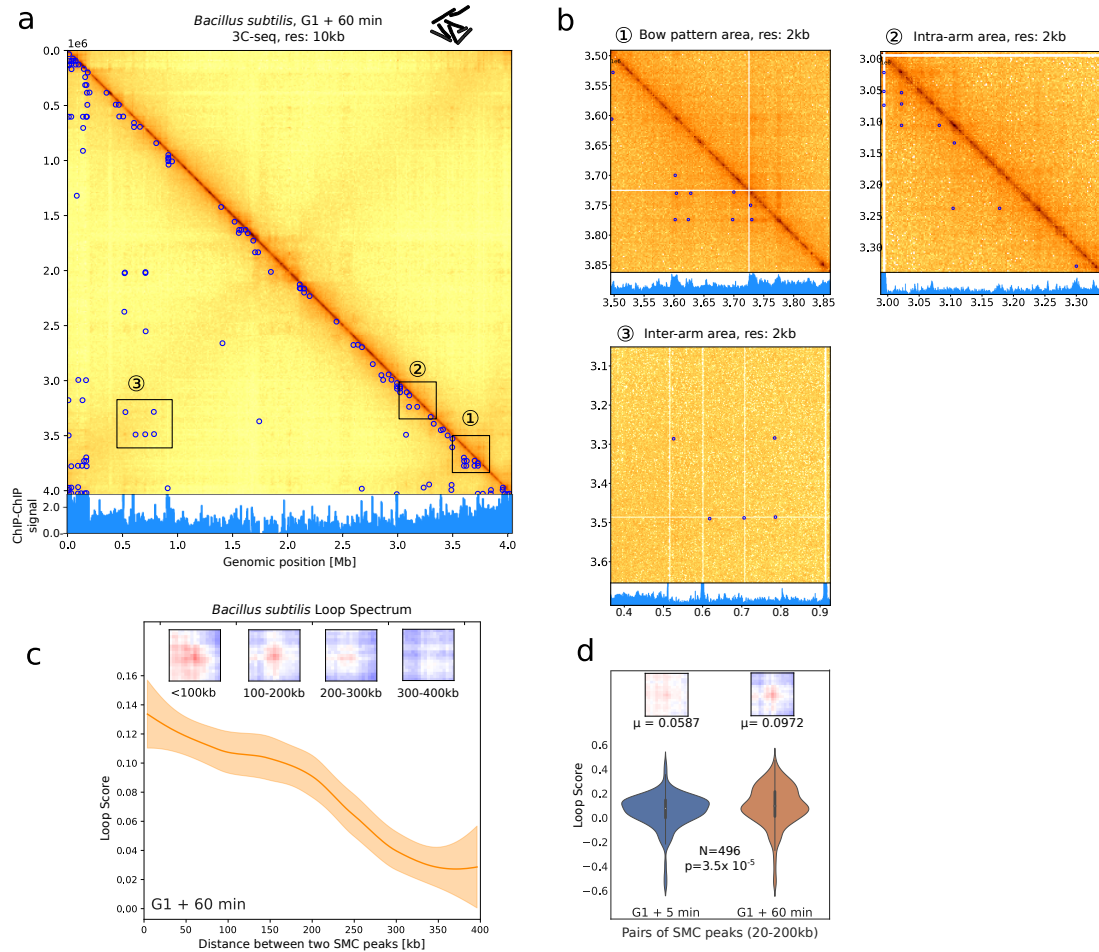 a
Bacillus subtilis, G1 + 60 min
3C-seq, res: 10kb
1e6
0.0
0.5
1.0
1.5
2.0
2.5
3.0
3.5
4.0
③
②
①
ChIP-ChIP
signal
2.0
0.0
0.0 0.5 1.0 1.5 2.0 2.5 3.0 3.5 4.0
Genomic position [Mb]
b
① Bow pattern area, res: 2kb
3.50
3.55
3.60
3.65
3.70
3.75
3.80
3.85
3.50 3.55 3.60 3.65 3.70 3.75 3.80 3.85
② Intra-arm area, res: 2kb
3.00
3.05
3.10
3.15
3.20
3.25
3.30
3.00 3.05 3.10 3.15 3.20 3.25 3.30
③ Inter-arm area, res: 2kb
3.1
3.2
3.3
3.4
3.5
3.6
0.4 0.5 0.6 0.7 0.8 0.9
c
Bacillus subtilis Loop Spectrum
<100kb 100-200kb 200-300kb 300-400kb
Loop Score
0.16
0.14
0.12
0.10
0.08
0.06
0.04
0.02
0.00
G1 + 60 min
0 50 100 150 200 250 300 350 400
Distance between two SMC peaks [kb]
d
μ = 0.0587 μ= 0.0972
Loop Score
0.6
0.4
0.2
0.0
−0.2
−0.4
−0.6
N=496
p=3.5x 10-5
G1 + 5 min G1 + 60 min
Pairs of SMC peaks (20-200kb)